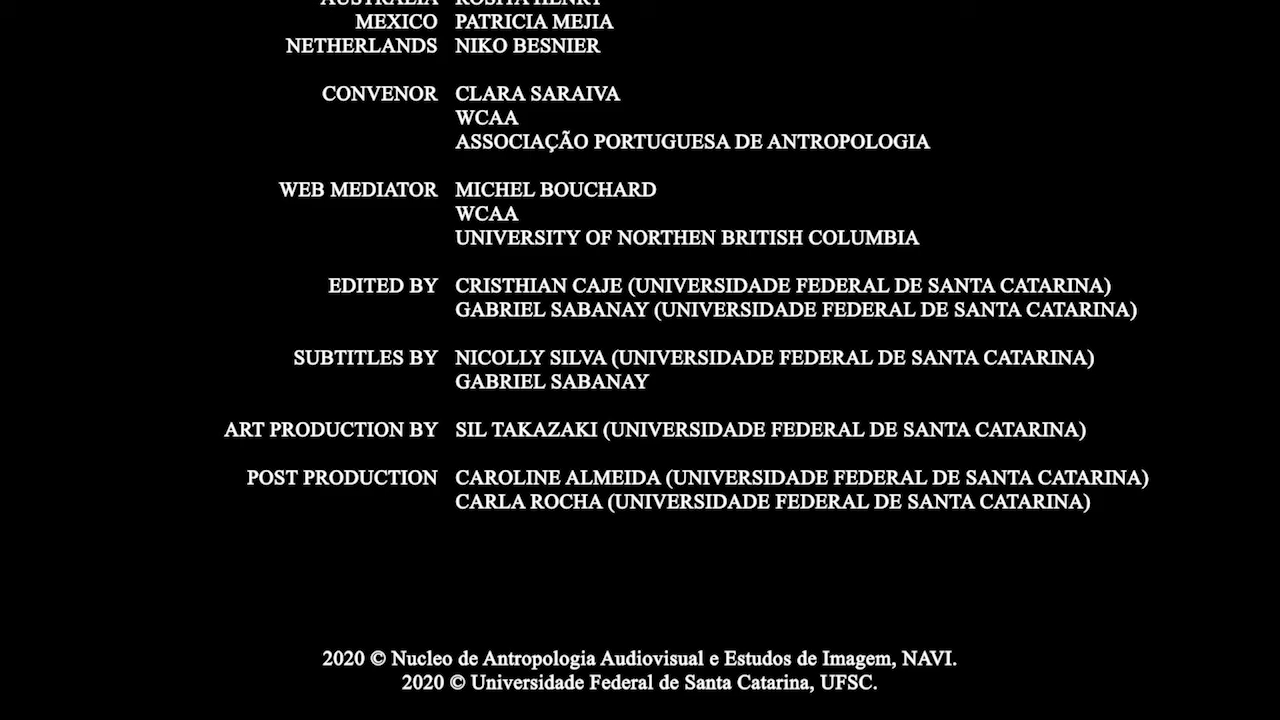 AUSTRALIA ROSITA HENRY
MEXICO PATRICIA MEJIA
NETHERLANDS NIKO BESNIER
CONVENOR CLARA SARAIVA
WCAA
ASSOCIAÇÃO PORTUGUESA DE ANTROPOLOGIA
WEB MEDIATOR MICHEL BOUCHARD
WCAA
UNIVERSITY OF NORTHEN BRITISH COLUMBIA
EDITED BY CRISTHIAN CAJE (UNIVERSIDADE FEDERAL DE SANTA CATARINA)
GABRIEL SABANAY (UNIVERSIDADE FEDERAL DE SANTA CATARINA)
SUBTITLES BY NICOLLY SILVA (UNIVERSIDADE FEDERAL DE SANTA CATARINA)
GABRIEL SABANAY
ART PRODUCTION BY SIL TAKAZAKI (UNIVERSIDADE FEDERAL DE SANTA CATARINA)
POST PRODUCTION CAROLINE ALMEIDA (UNIVERSIDADE FEDERAL DE SANTA CATARINA)
CARLA ROCHA (UNIVERSIDADE FEDERAL DE SANTA CATARINA)
2020 © Nucleo de Antropologia Audiovisual e Estudos de Imagem, NAVI.
2020 © Universidade Federal de Santa Catarina, UFSC.